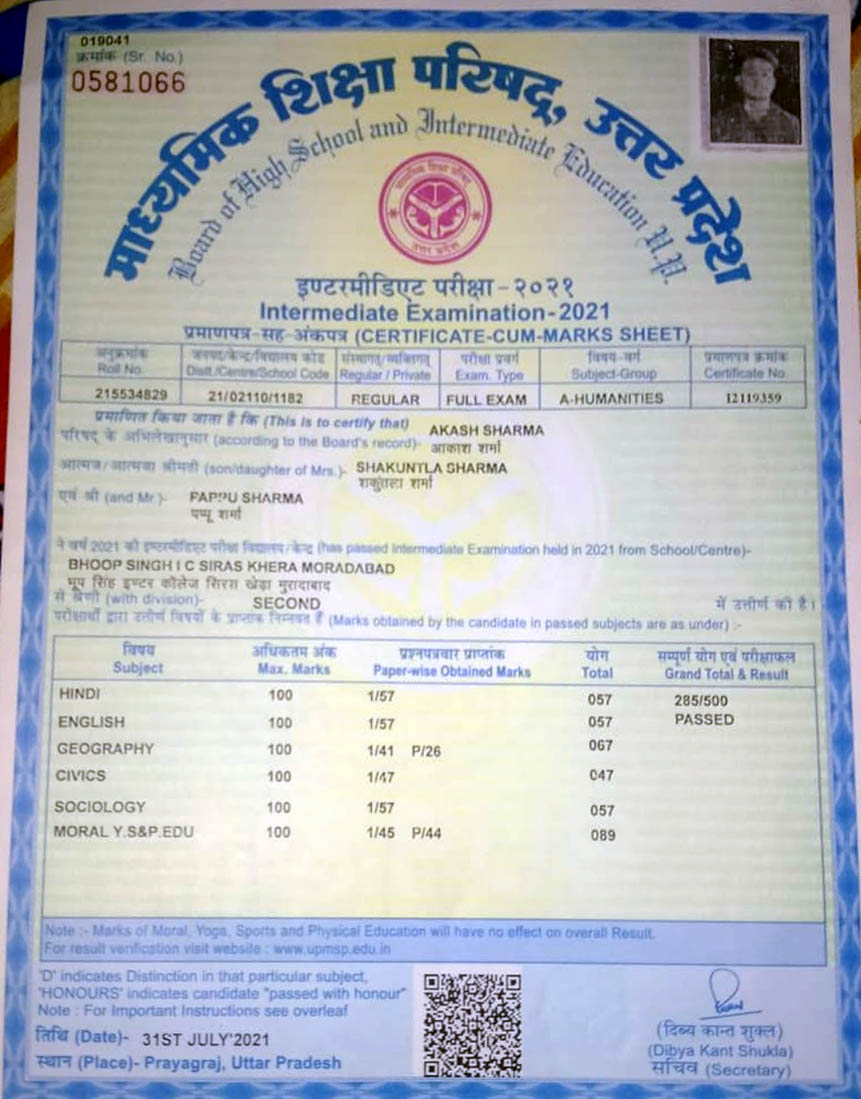 019041
क्रमांक (Sr. No.)
0581066
माध्यमिक शिक्षा परिषद्, उत्तर प्रदेश
Board of High School and Intermediate Education U.P.
माध्यमिक शिक्षा परिषद्
उत्तर प्रदेश
इण्टरमीडिएट परीक्षा - २०२१
Intermediate Examination-2021
प्रमाणपत्र-सह-अंकपत्र (CERTIFICATE-CUM-MARKS SHEET)
अनुक्रमांक जनपद/केन्द्र/विद्यालय कोड संस्थागत/व्यक्तिगत परीक्षा प्रवर्ग विषय-वर्ग प्रमाणपत्र क्रमांक
Roll No. Distt./Centre/School Code Regular / Private Exam. Type Subject-Group Certificate No.
215534829 21/02110/1182 REGULAR FULL EXAM A-HUMANITIES 12119359
प्रमाणित किया जाता है कि (This is to certify that) AKASH SHARMA
परिषद् के अभिलेखानुसार (according to the Board's record)- आकाश शर्मा
आत्मज/आत्मजा श्रीमती (son/daughter of Mrs.)- SHAKUNTLA SHARMA
शकुंतला शर्मा
एवं श्री (and Mr.)- PAPPU SHARMA
पप्पू शर्मा
ने वर्ष 2021 की इण्टरमीडिएट परीक्षा विद्यालय/केन्द्र (has passed Intermediate Examination held in 2021 from School/Centre)-
BHOOP SINGH I C SIRAS KHERA MORADABAD
भूप सिंह इण्टर कॉलेज सिरस खेड़ा मुरादाबाद
से श्रेणी (with division)- SECOND में उत्तीर्ण की है।
परीक्षार्थी द्वारा उत्तीर्ण विषयों के प्राप्तांक निम्नवत हैं (Marks obtained by the candidate in passed subjects are as under) :-
विषय अधिकतम अंक प्रश्नपत्रवार प्राप्तांक योग सम्पूर्ण योग एवं परीक्षाफल
Subject Max. Marks Paper-wise Obtained Marks Total Grand Total & Result
HINDI 100 1/57 057 285/500
ENGLISH 100 1/57 057 PASSED
GEOGRAPHY 100 1/41 P/26 067
CIVICS 100 1/47 047
SOCIOLOGY 100 1/57 057
MORAL Y.S&P.EDU 100 1/45 P/44 089
Note :- Marks of Moral, Yoga, Sports and Physical Education will have no effect on overall Result.
For result verification visit website : www.upmsp.edu.in
'D' indicates Distinction in that particular subject,
'HONOURS' indicates candidate "passed with honour"
Note : For Important Instructions see overleaf
तिथि (Date)- 31ST JULY'2021
स्थान (Place)- Prayagraj, Uttar Pradesh
(दिब्य कान्त शुक्ल)
(Dibya Kant Shukla)
सचिव (Secretary)